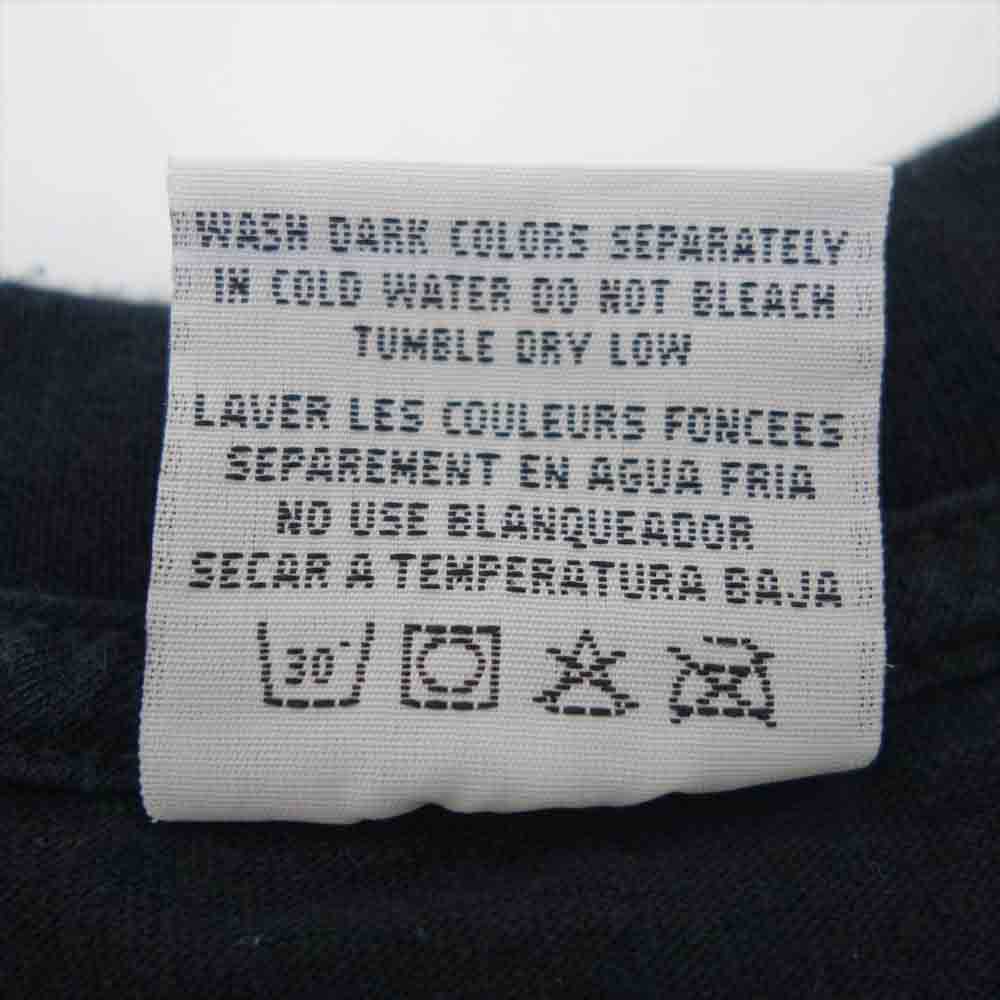 WASH DARK COLORS SEPARATELY
IN COLD WATER DO NOT BLEACH
TUMBLE DRY LOW
LAVER LES COULEURS FONCEES
SEPAREMENT EN AGUA FRIA
NO USE BLANQUEADOR
SECAR A TEMPERATURA BAJA
30°